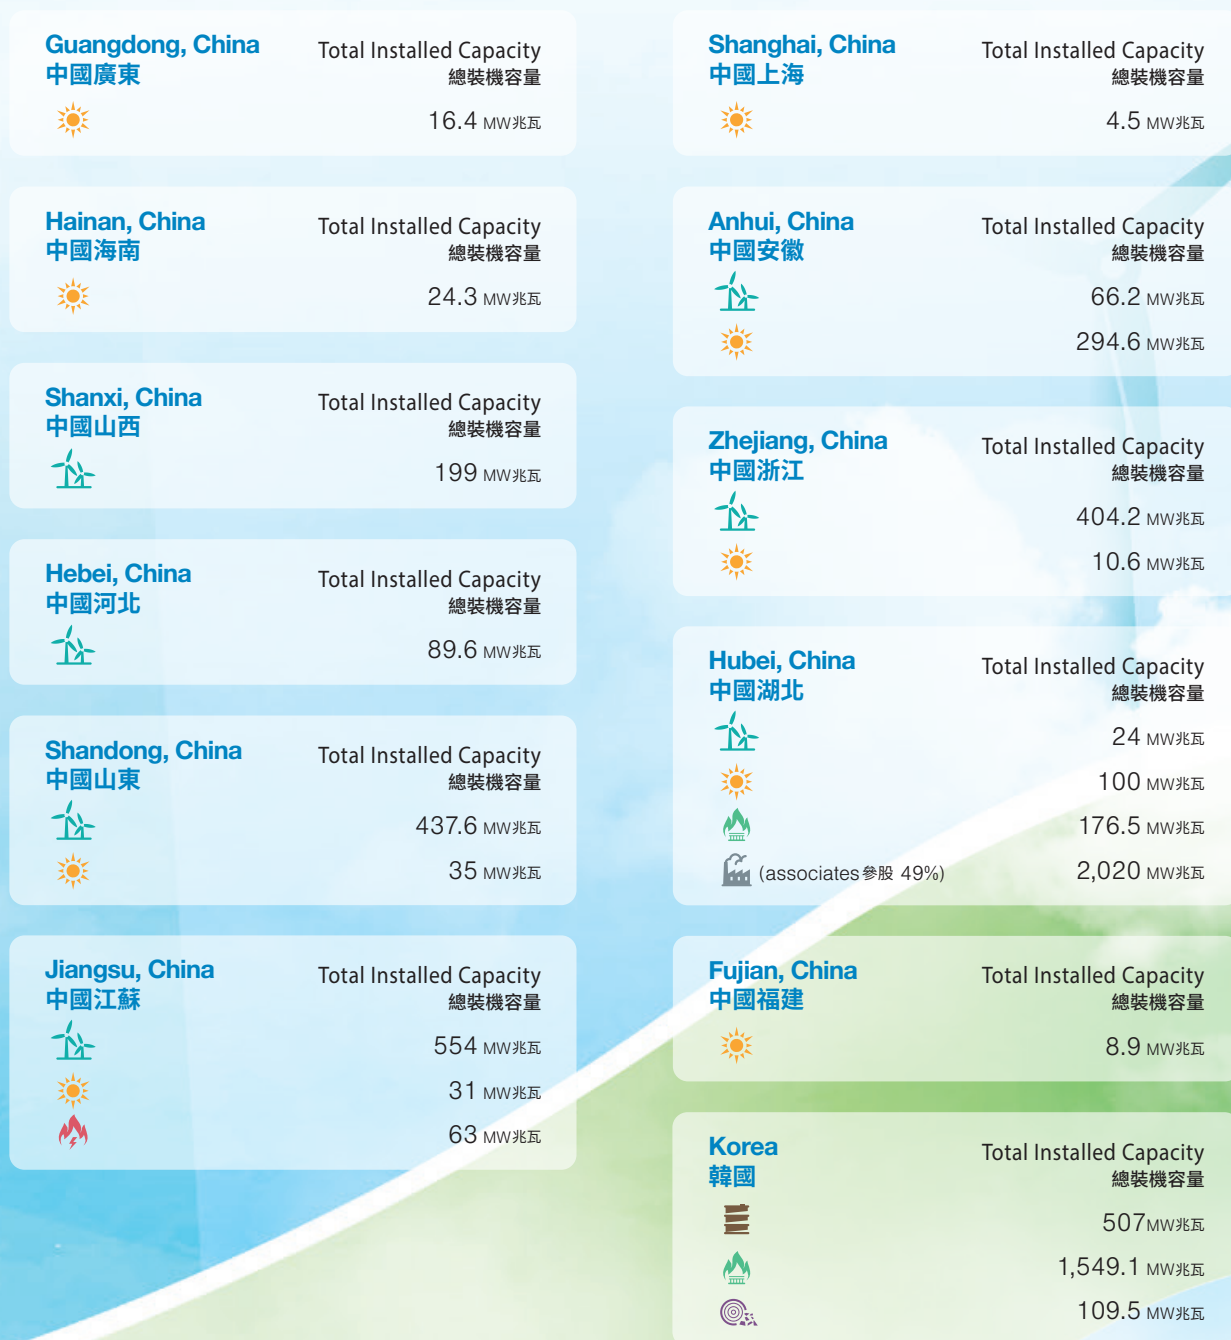 Guangdong, China
中國廣東
Total Installed Capacity
總裝機容量
16.4 MW兆瓦
Hainan, China
中國海南
Total Installed Capacity
總裝機容量
24.3 MW兆瓦
Shanxi, China
中國山西
Total Installed Capacity
總裝機容量
199 MW兆瓦
Hebei, China
中國河北
Total Installed Capacity
總裝機容量
89.6 MW兆瓦
Shandong, China
中國山東
Total Installed Capacity
總裝機容量
437.6 MW兆瓦
35 MW兆瓦
Jiangsu, China
中國江蘇
Total Installed Capacity
總裝機容量
554 MW兆瓦
31 MW兆瓦
63 MW兆瓦
Shanghai, China
中國上海
Total Installed Capacity
總裝機容量
4.5 MW兆瓦
Anhui, China
中國安徽
Total Installed Capacity
總裝機容量
66.2 MW兆瓦
294.6 MW兆瓦
Zhejiang, China
中國浙江
Total Installed Capacity
總裝機容量
404.2 MW兆瓦
10.6 MW兆瓦
Hubei, China
中國湖北
Total Installed Capacity
總裝機容量
24 MW兆瓦
100 MW兆瓦
176.5 MW兆瓦
(associates參股 49%) 2,020 MW兆瓦
Fujian, China
中國福建
Total Installed Capacity
總裝機容量
8.9 MW兆瓦
Korea
韓國
Total Installed Capacity
總裝機容量
507MW兆瓦
1,549.1 MW兆瓦
109.5 MW兆瓦